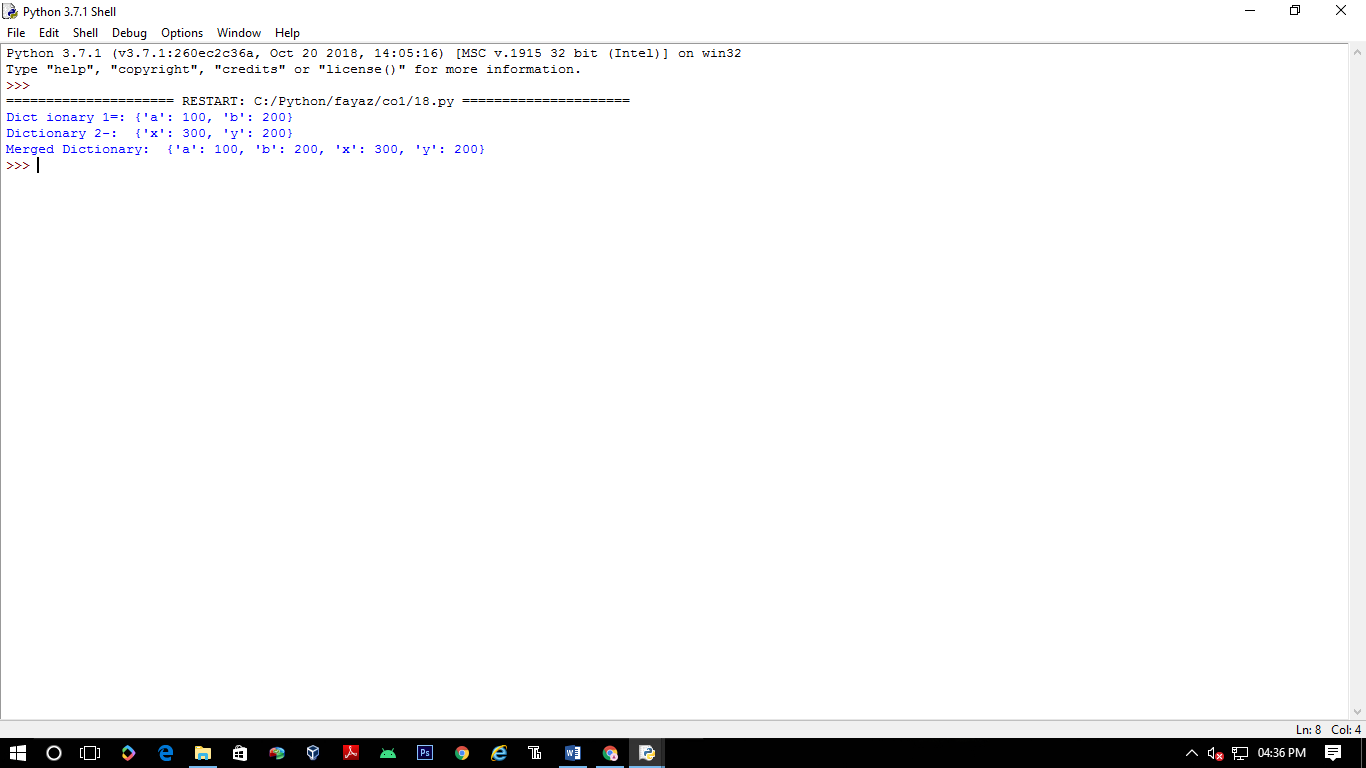 Python 3.7.1 Shell
File Edit Shell Debug Options Window Help
Python 3.7.1 (v3.7.1:260ec2c36a, Oct 20 2018, 14:05:16) [MSC v.1915 32 bit (Intel)] on win32
Type "help", "copyright", "credits" or "license()" for more information.
>>>
===================== RESTART: C:/Python/fayaz/co1/18.py =====================
Dict ionary 1=: {'a': 100, 'b': 200}
Dictionary 2-:  {'x': 300, 'y': 200}
Merged Dictionary:  {'a': 100, 'b': 200, 'x': 300, 'y': 200}
>>>
Ln: 8 Col: 4
Ps
04:36 PM